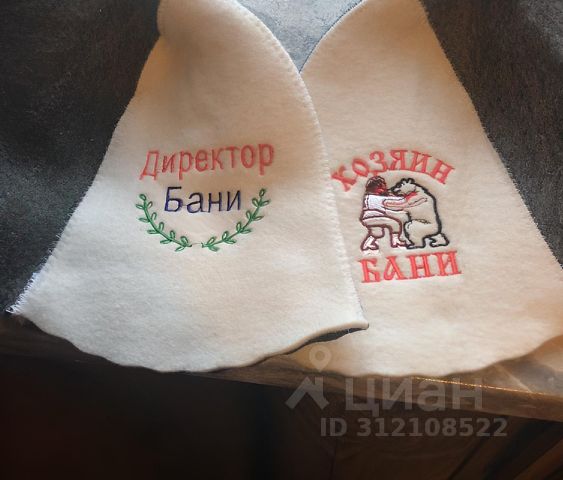 Директор
Бани
ХОЗЯИН
БАНИ
циан
ID 312108522